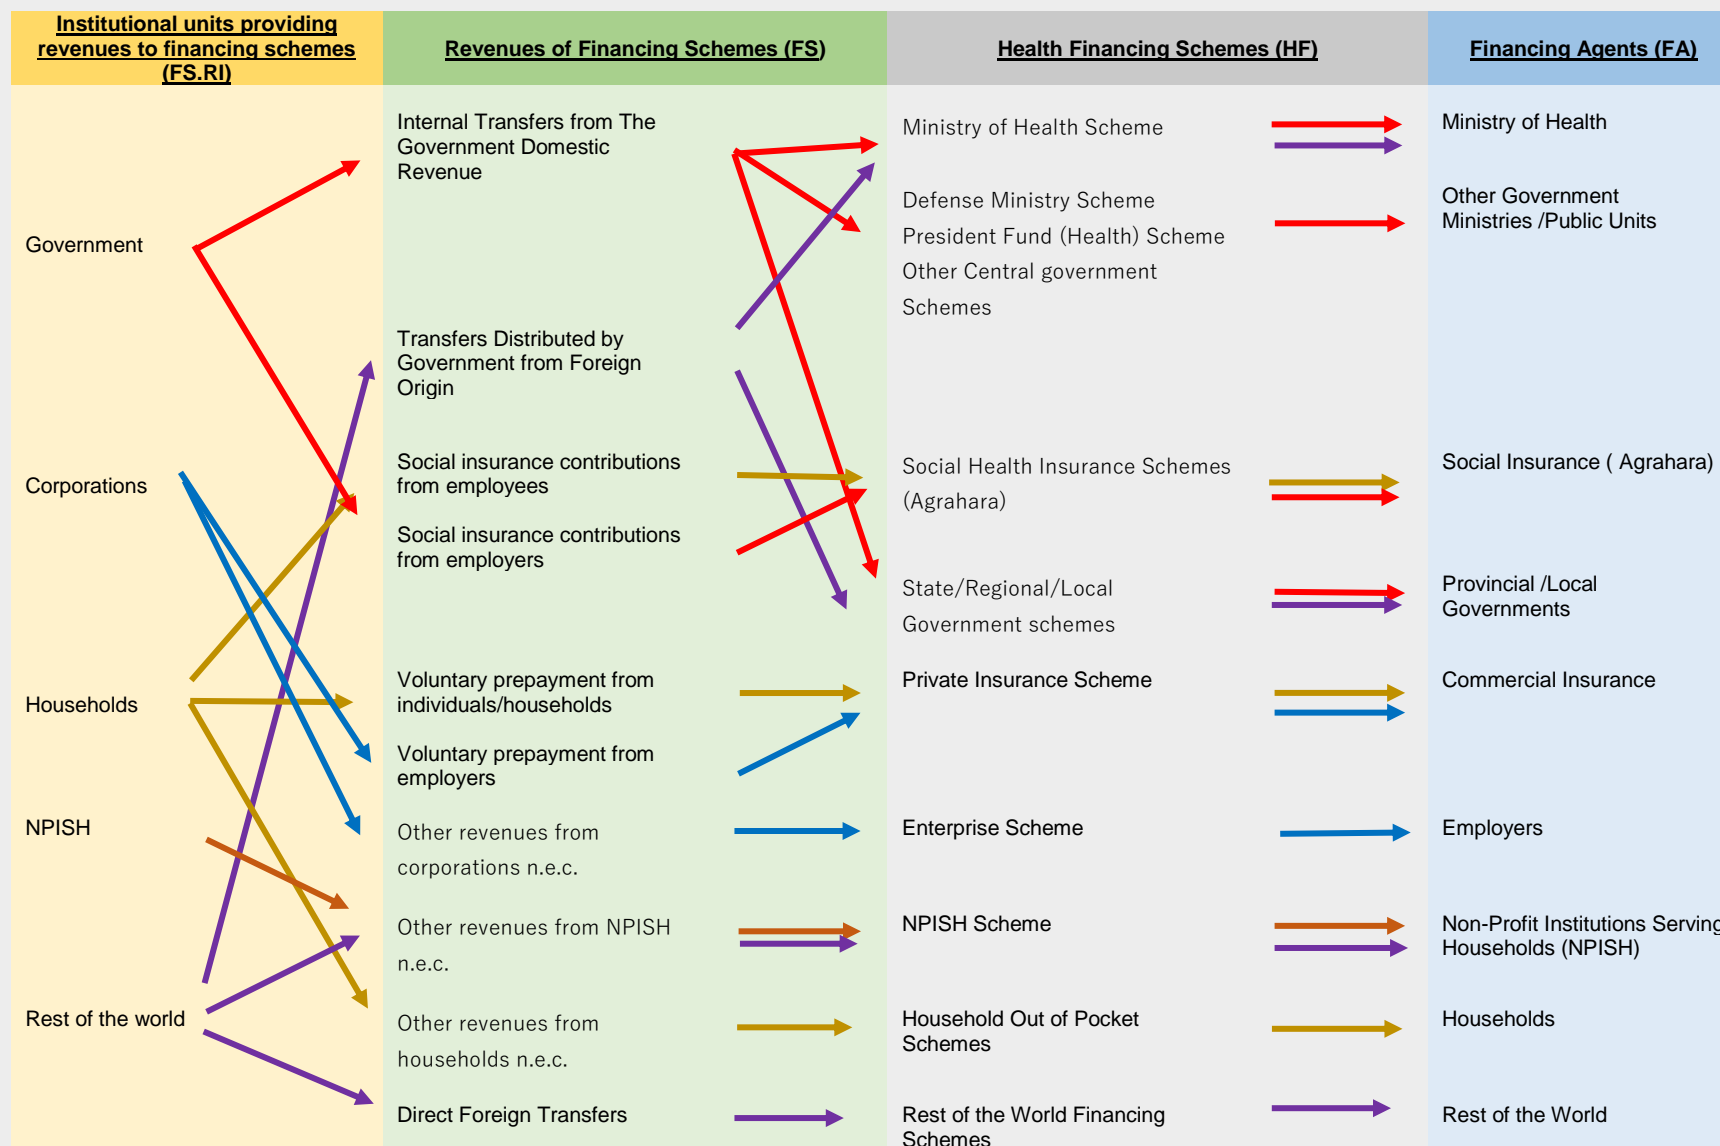 Institutional units providing
revenues to financing schemes
(FS.RI)
Revenues of Financing Schemes (FS)
Health Financing Schemes (HF)
Financing Agents (FA)
Government
Corporations
Households
NPISH
Rest of the world
Internal Transfers from The
Government Domestic
Revenue
Transfers Distributed by
Government from Foreign
Origin
Social insurance contributions
from employees
Social insurance contributions
from employers
Voluntary prepayment from
individuals/households
Voluntary prepayment from
employers
Other revenues from
corporations n.e.c.
Other revenues from NPISH
n.e.c.
Other revenues from
households n.e.c.
Direct Foreign Transfers
Ministry of Health Scheme
Defense Ministry Scheme
President Fund (Health) Scheme
Other Central government
Schemes
Social Health Insurance Schemes
(Agrahara)
State/Regional/Local
Government schemes
Private Insurance Scheme
Enterprise Scheme
NPISH Scheme
Household Out of Pocket
Schemes
Rest of the World Financing
Schemes
Ministry of Health
Other Government
Ministries /Public Units
Social Insurance ( Agrahara)
Provincial /Local
Governments
Commercial Insurance
Employers
Non-Profit Institutions Serving
Households (NPISH)
Households
Rest of the World